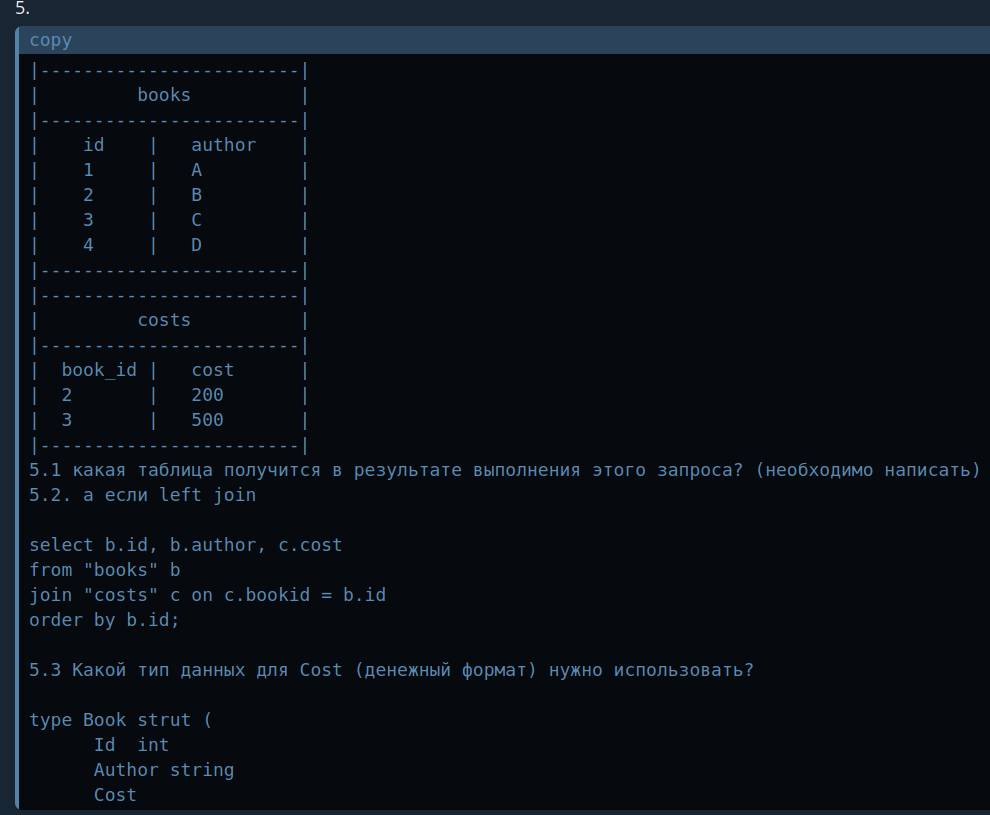 5.
copy
|------------------------|
|         books          |
|------------------------|
|    id    |   author    |
|    1     |   A         |
|    2     |   B         |
|    3     |   C         |
|    4     |   D         |
|------------------------|
|------------------------|
|         costs          |
|------------------------|
|  book_id |   cost      |
|  2       |   200       |
|  3       |   500       |
|------------------------|
5.1 какая таблица получится в результате выполнения этого запроса? (необходимо написать)
5.2. а если left join
select b.id, b.author, c.cost
from "books" b
join "costs" c on c.bookid = b.id
order by b.id;
5.3 Какой тип данных для Cost (денежный формат) нужно использовать?
type Book strut (
      Id  int
      Author string
      Cost